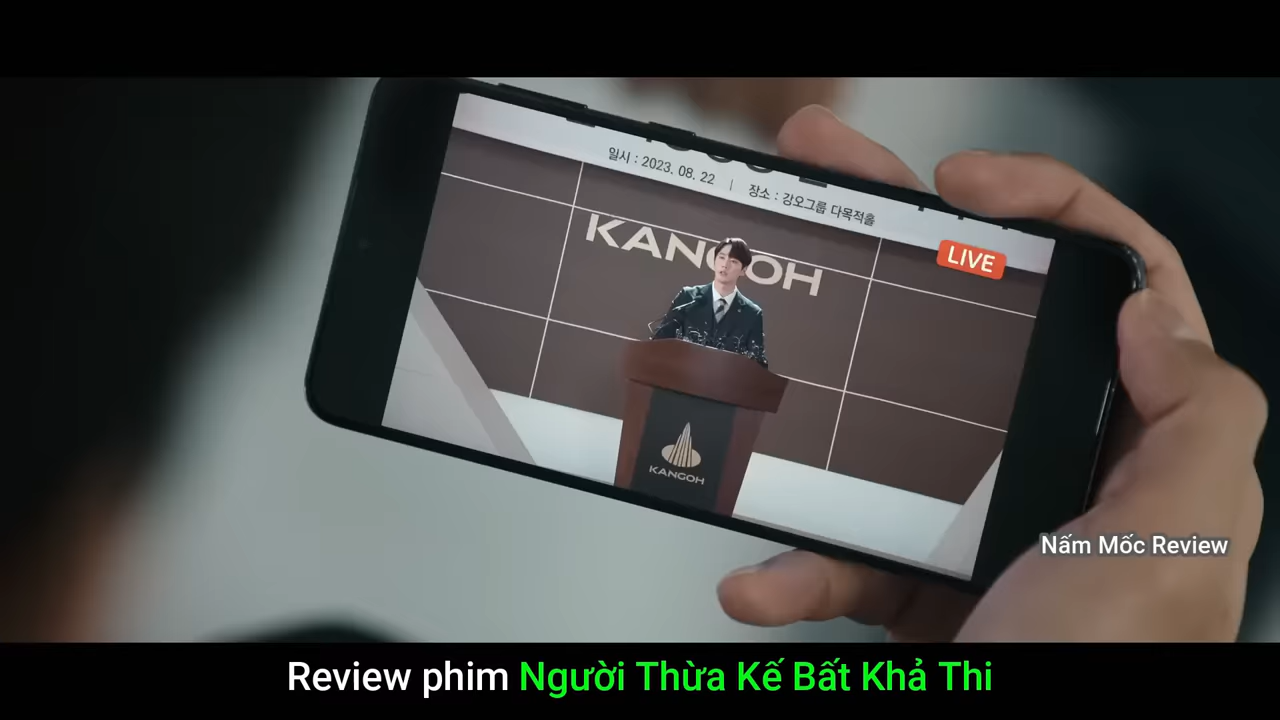 일시 : 2023. 08. 22 | 장소 : 강오그룹 다목적홀
KANGOH
LIVE
KANGOH
Nấm Mốc Review
Review phim Người Thừa Kế Bất Khả Thi